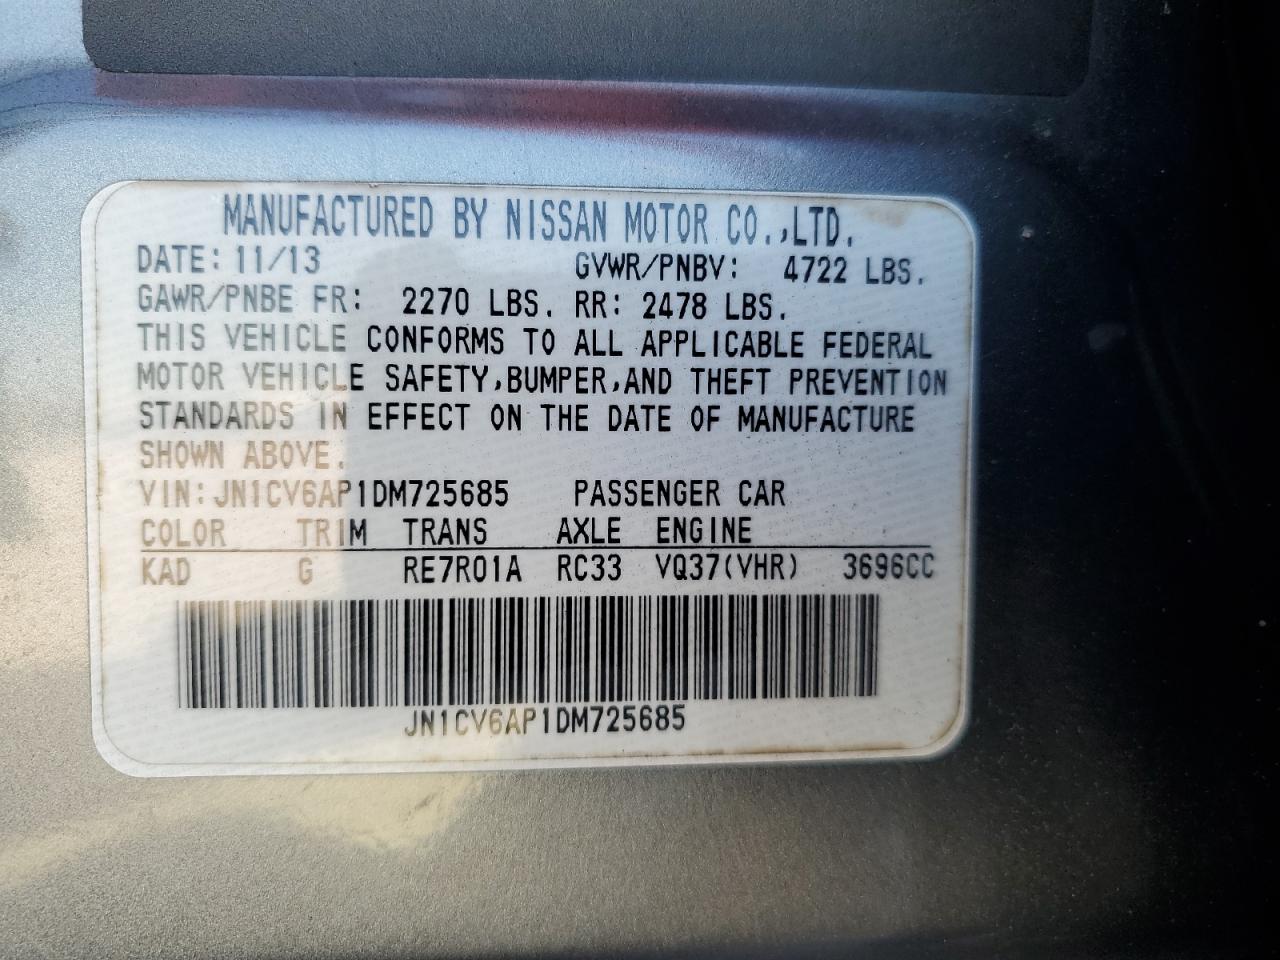 MANUFACTURED BY NISSAN MOTOR CO.,LTD.
DATE: 11/13 GVWR/PNBV: 4722 LBS.
GAWR/PNBE FR: 2270 LBS. RR: 2478 LBS.
THIS VEHICLE CONFORMS TO ALL APPLICABLE FEDERAL
MOTOR VEHICLE SAFETY,BUMPER,AND THEFT PREVENTION
STANDARDS IN EFFECT ON THE DATE OF MANUFACTURE
SHOWN ABOVE.
VIN:JN1CV6AP1DM725685 PASSENGER CAR
COLOR TRIM TRANS AXLE ENGINE
KAD G RE7R01A RC33 VQ37(VHR) 3696CC
JN1CV6AP1DM725685